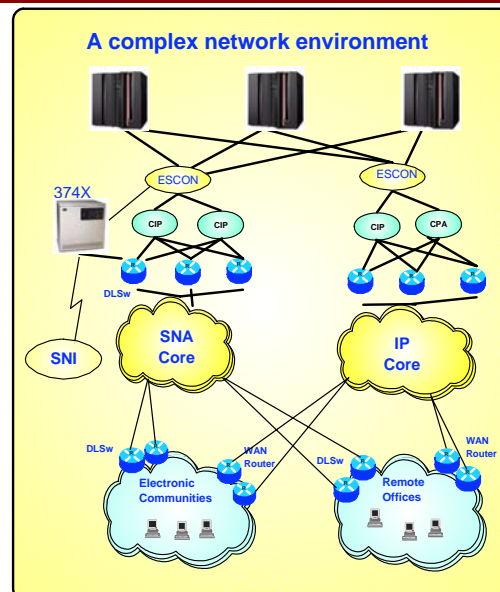 A complex network environment
ESCON
ESCON
374X
CIP
CIP
CIP
CPA
DLSw
SNI
SNA
Core
IP
Core
DLSw
WAN
Router
DLSw
WAN
Router
Electronic
Communities
Remote
Offices